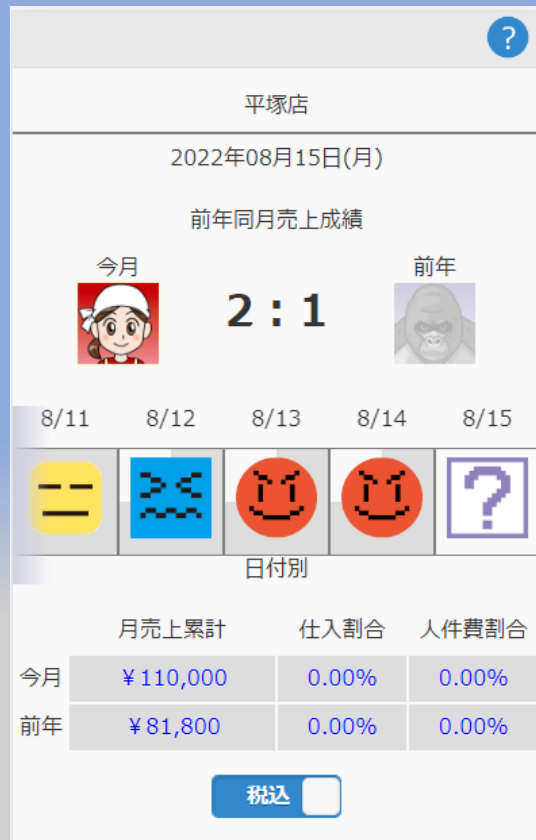 ?
平塚店
2022年08月15日(月)
前年同月売上成績
今月 前年
2 : 1
8/11 8/12 8/13 8/14 8/15
?
日付別
月売上累計 仕入割合 人件費割合
今月 ¥110,000 0.00% 0.00%
前年 ¥81,800 0.00% 0.00%
税込